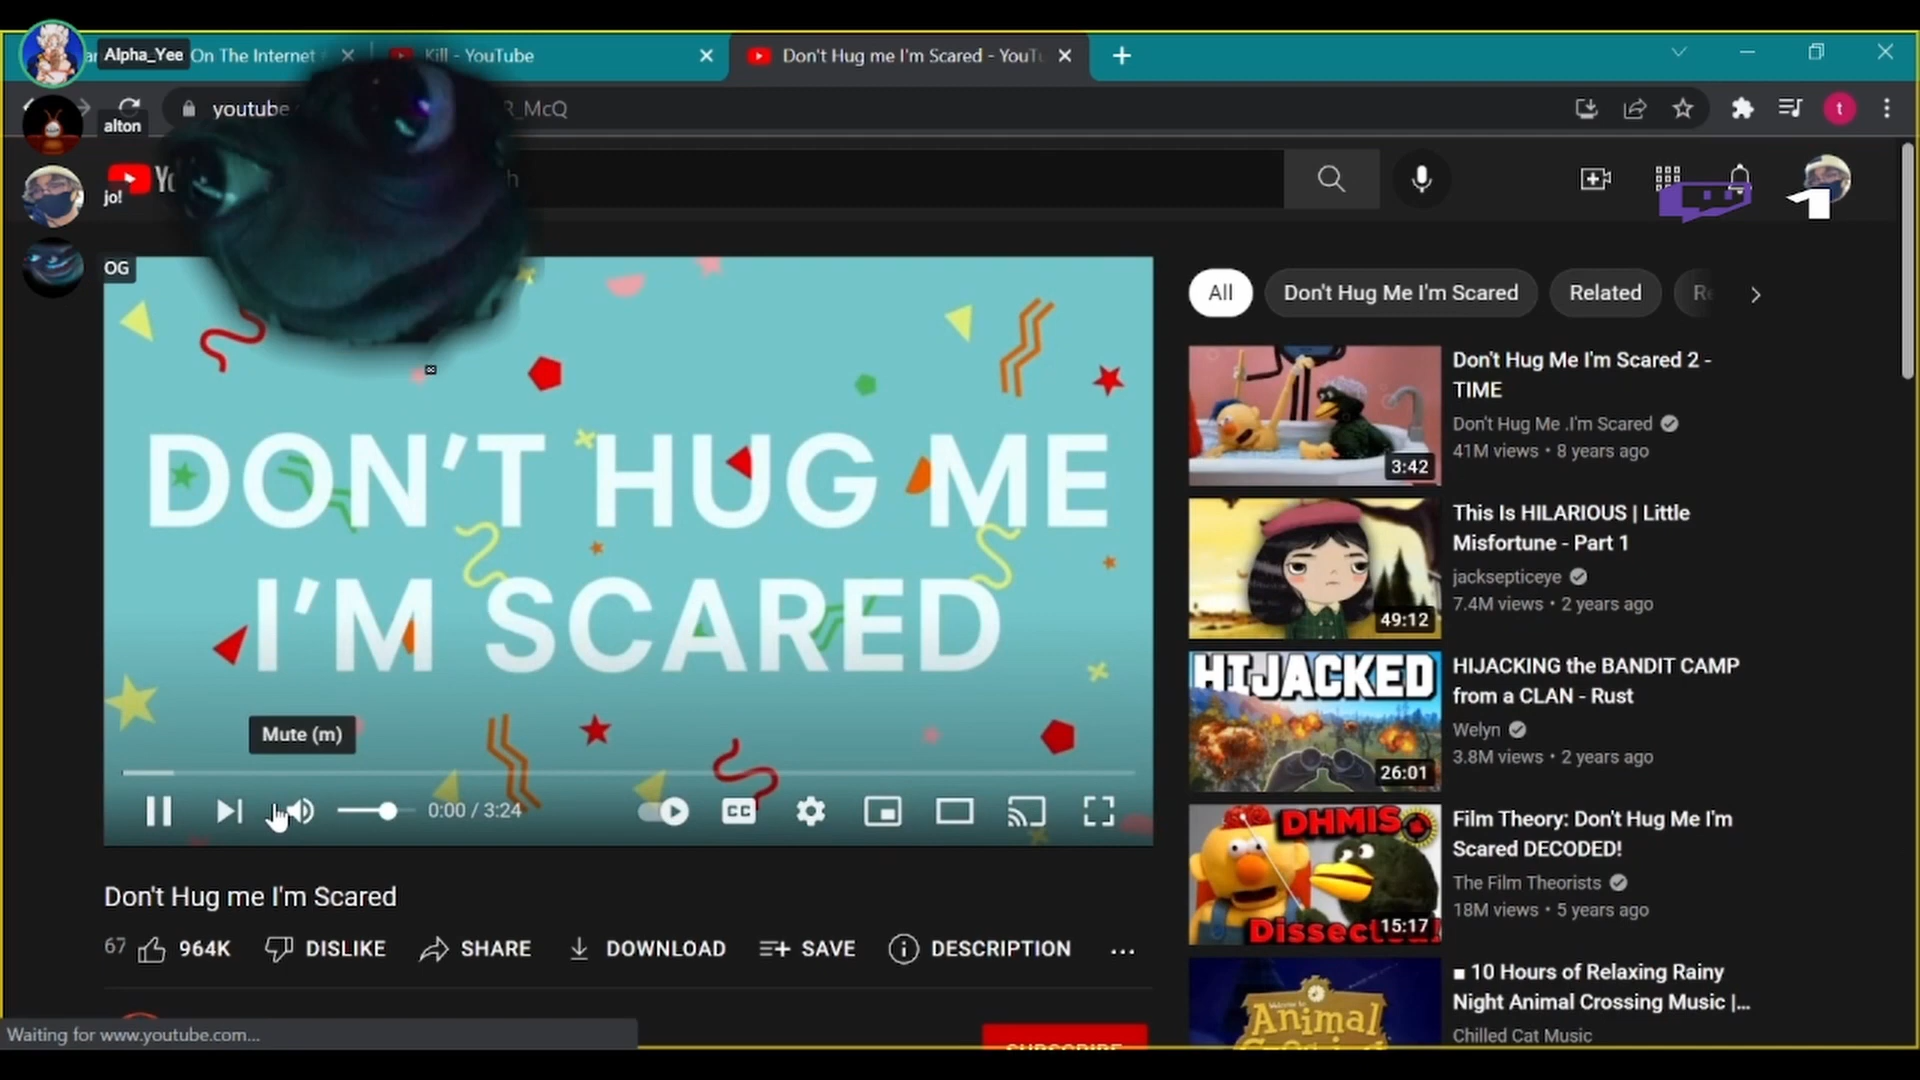 Alpha_Yee
On The Internet
Kill - YouTube
Don't Hug me I'm Scared - YouTu
alton
youtube.
R_McQ
t
jo!
OG
All
Don't Hug Me I'm Scared
Related
DON'T HUG ME
I'M SCARED
Mute (m)
0:00 / 3:24
CC
Don't Hug me I'm Scared
67
964K
DISLIKE
SHARE
DOWNLOAD
SAVE
DESCRIPTION
Don't Hug Me I'm Scared 2 -
TIME
Don't Hug Me .I'm Scared
41M views • 8 years ago
3:42
This Is HILARIOUS | Little
Misfortune - Part 1
jacksepticeye
7.4M views • 2 years ago
49:12
HIJACKED
HIJACKING the BANDIT CAMP
from a CLAN - Rust
Welyn
3.8M views • 2 years ago
26:01
DHMIS
Film Theory: Don't Hug Me I'm
Scared DECODED!
The Film Theorists
18M views • 5 years ago
15:17
■ 10 Hours of Relaxing Rainy
Night Animal Crossing Music |...
Chilled Cat Music
Animal
SUBSCRIBE
Waiting for www.youtube.com...